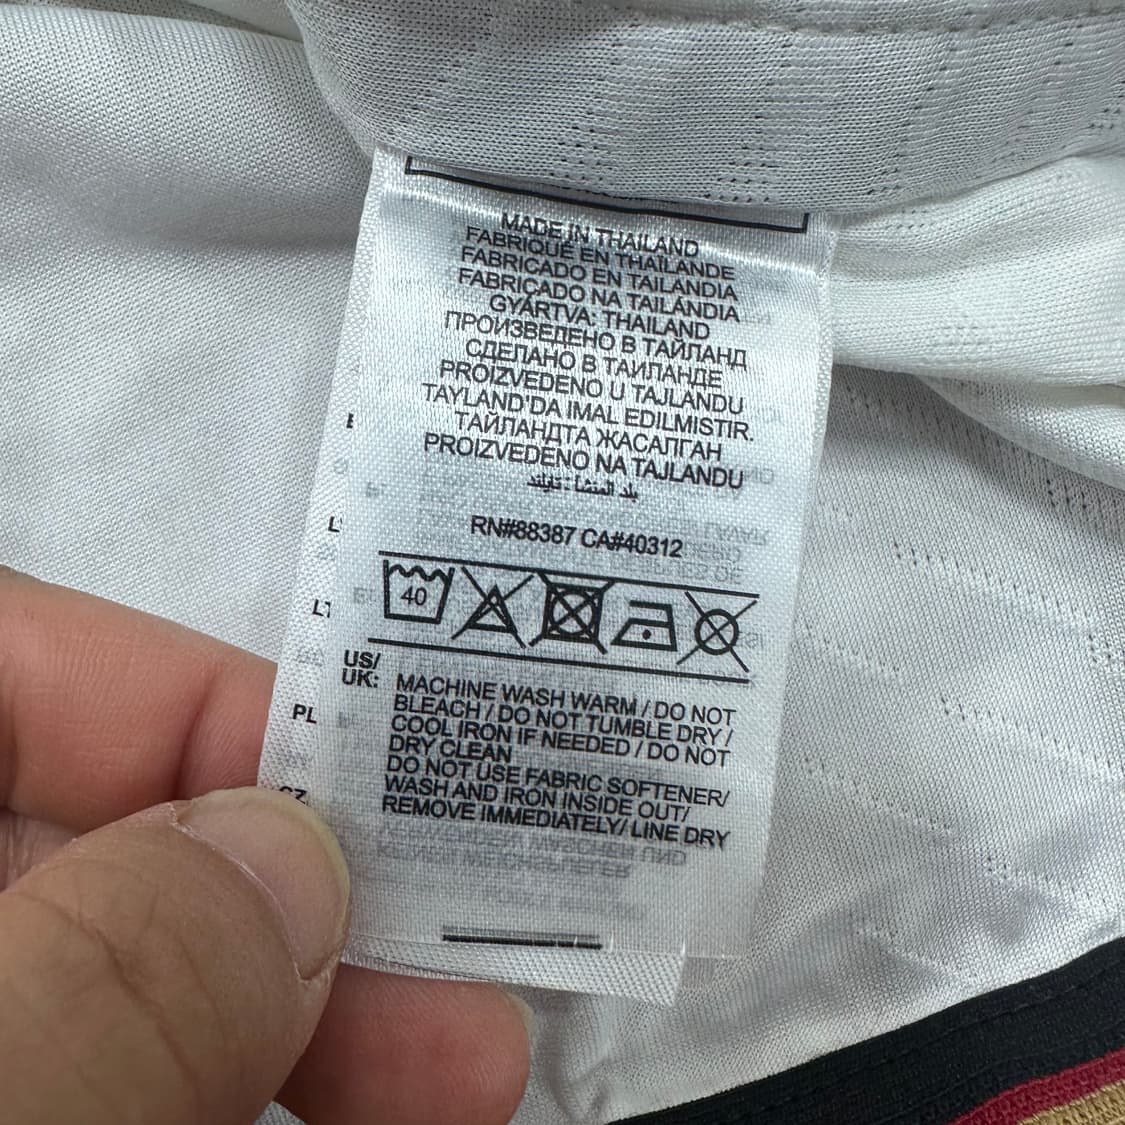 MADE IN THAILAND
FABRIQUÉ EN THAÏLANDE
FABRICADO EN TAILANDIA
FABRICADO NA TAILÂNDIA
GYÁRTVA: THAILAND
ПРОИЗВЕДЕНО В ТАЙЛАНД
СДЕЛАНО В ТАИЛАНДЕ
PROIZVEDENO U TAJLANDU
TAYLAND'DA IMAL EDILMISTIR.
ТАЙЛАНДТА ЖАСАЛҒАН
PROIZVEDENO NA TAJLANDU
بلد المنشأ : تايلند
RN#88387 CA#40312
40
US/
UK:
MACHINE WASH WARM / DO NOT
BLEACH / DO NOT TUMBLE DRY /
COOL IRON IF NEEDED / DO NOT
DRY CLEAN
DO NOT USE FABRIC SOFTENER/
WASH AND IRON INSIDE OUT/
REMOVE IMMEDIATELY/ LINE DRY
PL
CZ